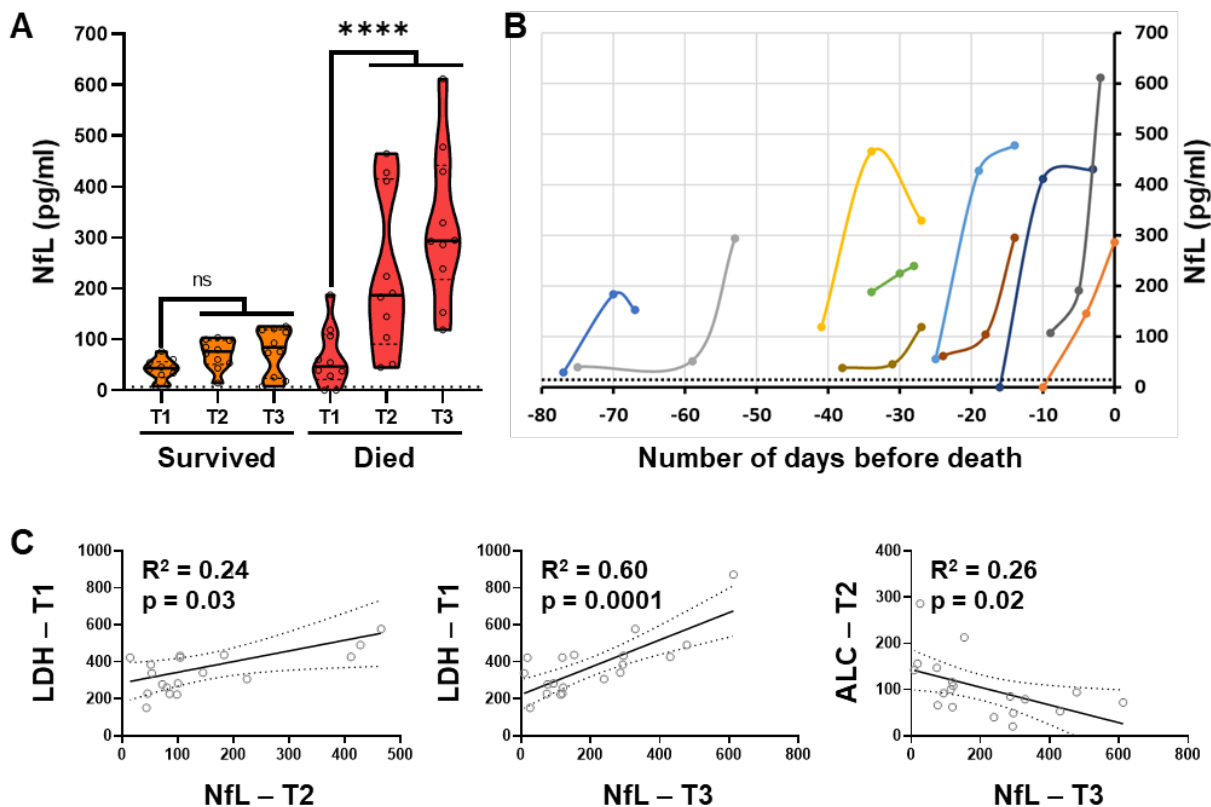 A
NfL (pg/ml)
700
600
500
400
300
200
100
0
ns
****
T1 T2 T3 T1 T2 T3
Survived Died
B
700
600
500
400
300
200
100
0
NfL (pg/ml)
-80 -70 -60 -50 -40 -30 -20 -10 0
Number of days before death
C
LDH – T1
1000
800
600
400
200
0
R² = 0.24
p = 0.03
0 100 200 300 400 500
NfL – T2
LDH – T1
1000
800
600
400
200
0
R² = 0.60
p = 0.0001
0 200 400 600 800
NfL – T3
ALC – T2
400
300
200
100
0
R² = 0.26
p = 0.02
0 200 400 600 800
NfL – T3